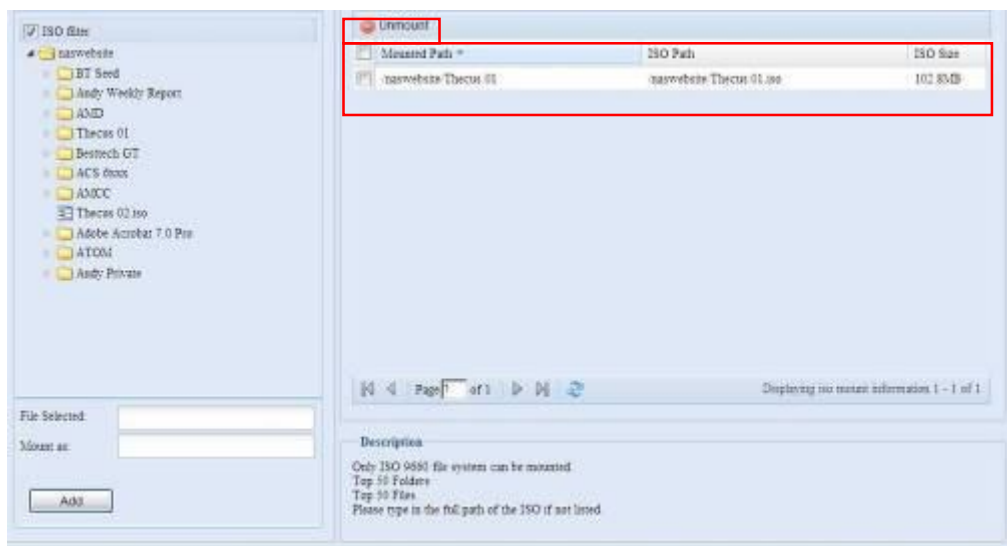 ISO filter
naswebsite
BT Seed
Andy Weekly Report
AMD
Thecus 01
Besttech GT
ACS 6xxx
AMCC
Thecus 02.iso
Adobe Acrobat 7.0 Pro
ATOM
Andy Private
File Selected:
Mount as:
Add
Unmount
Mounted Path ISO Path ISO Size
naswebsite Thecus 01 naswebsite Thecus 01.iso 102.8MB
Page of 1 Displaying iso mount information 1 - 1 of 1
Description
Only ISO 9660 file system can be mounted.
Top 50 Folders
Top 50 Files
Please type in the full path of the ISO if not listed.